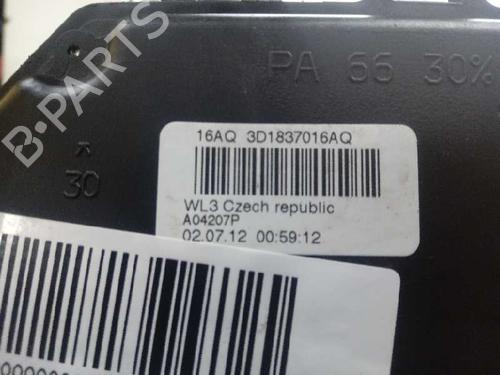 PA 66 30%
16AQ 3D1837016AQ
WL3 Czech republic
A04207P
02.07.12 00:59:12
30
B-PARTS